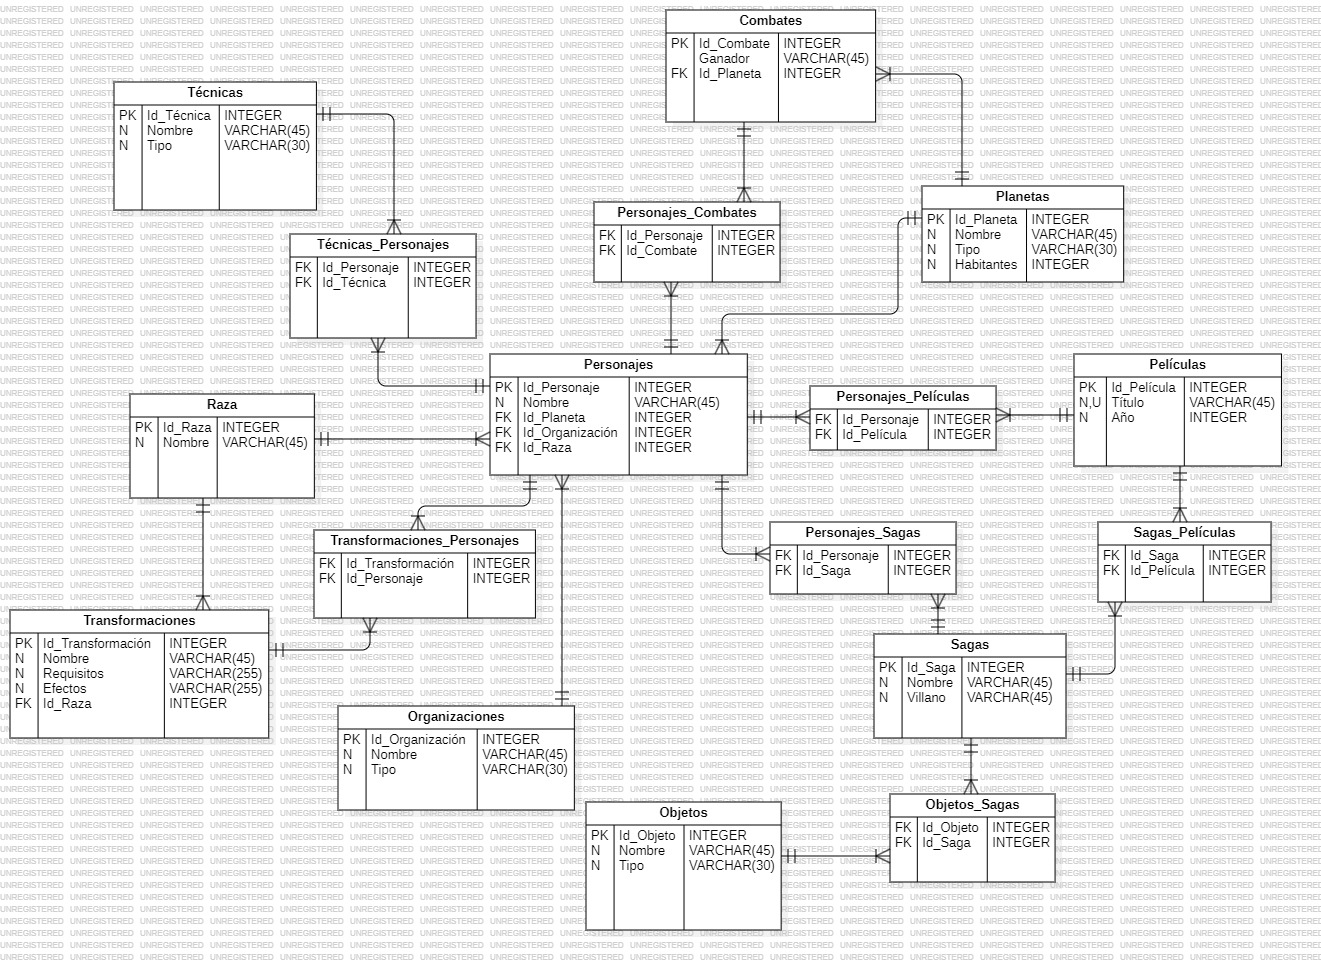 Combates
PK Id_Combate INTEGER
Ganador VARCHAR(45)
FK Id_Planeta INTEGER
Técnicas
PK Id_Técnica INTEGER
N Nombre VARCHAR(45)
N Tipo VARCHAR(30)
Planetas
PK Id_Planeta INTEGER
N Nombre VARCHAR(45)
N Tipo VARCHAR(30)
N Habitantes INTEGER
Personajes_Combates
FK Id_Personaje INTEGER
FK Id_Combate INTEGER
Técnicas_Personajes
FK Id_Personaje INTEGER
FK Id_Técnica INTEGER
Personajes
PK Id_Personaje INTEGER
N Nombre VARCHAR(45)
FK Id_Planeta INTEGER
FK Id_Organización INTEGER
FK Id_Raza INTEGER
Películas
PK Id_Película INTEGER
N,U Título VARCHAR(45)
N Año INTEGER
Personajes_Películas
FK Id_Personaje INTEGER
FK Id_Película INTEGER
Raza
PK Id_Raza INTEGER
N Nombre VARCHAR(45)
Transformaciones_Personajes
FK Id_Transformación INTEGER
FK Id_Personaje INTEGER
Personajes_Sagas
FK Id_Personaje INTEGER
FK Id_Saga INTEGER
Sagas_Películas
FK Id_Saga INTEGER
FK Id_Película INTEGER
Transformaciones
PK Id_Transformación INTEGER
N Nombre VARCHAR(45)
N Requisitos VARCHAR(255)
N Efectos VARCHAR(255)
FK Id_Raza INTEGER
Sagas
PK Id_Saga INTEGER
N Nombre VARCHAR(45)
N Villano VARCHAR(45)
Organizaciones
PK Id_Organización INTEGER
N Nombre VARCHAR(45)
N Tipo VARCHAR(30)
Objetos
PK Id_Objeto INTEGER
N Nombre VARCHAR(45)
N Tipo VARCHAR(30)
Objetos_Sagas
FK Id_Objeto INTEGER
FK Id_Saga INTEGER
UNREGISTERED